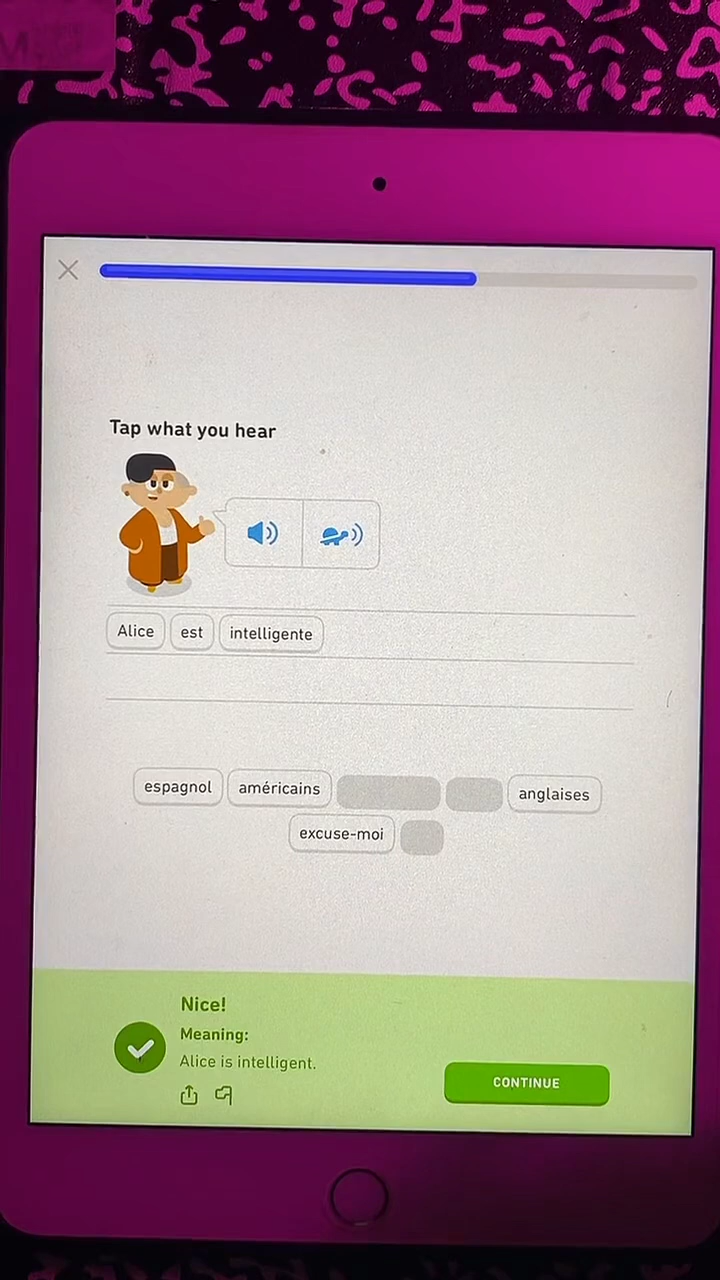 Tap what you hear
Alice est intelligente
espagnol américains anglaises
excuse-moi
Nice!
Meaning:
Alice is intelligent.
CONTINUE